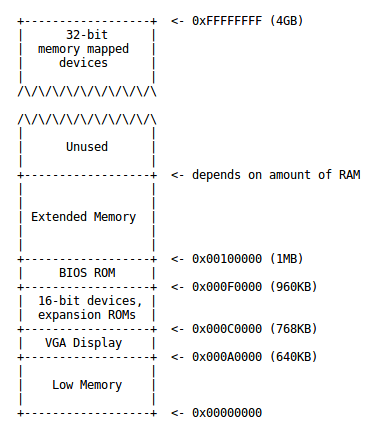 +------------------+ <- 0xFFFFFFFF (4GB)
| 32-bit |
| memory mapped |
| devices |
| |
/\/\/\/\/\/\/\/\/\/\
/\/\/\/\/\/\/\/\/\/\
| |
| Unused |
| |
+------------------+ <- depends on amount of RAM
| |
| |
| Extended Memory |
| |
| |
+------------------+ <- 0x00100000 (1MB)
| BIOS ROM |
+------------------+ <- 0x000F0000 (960KB)
| 16-bit devices, |
| expansion ROMs |
+------------------+ <- 0x000C0000 (768KB)
| VGA Display |
+------------------+ <- 0x000A0000 (640KB)
| |
| Low Memory |
| |
+------------------+ <- 0x00000000